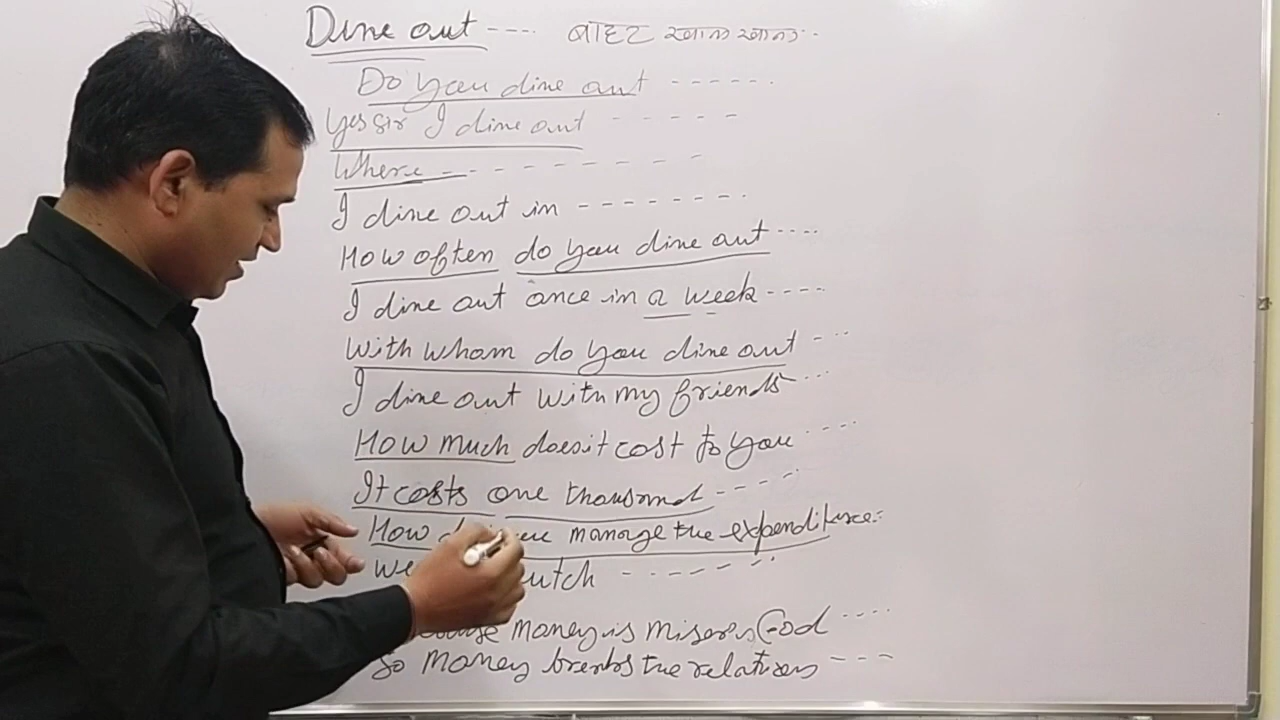 Dine out ---- बाहर खाना खाना..
Do you dine out ------.
Yes sir I dine out -----
Where ---------
I dine out in --------
How often do you dine out ----
I dine out once in a week ----
With whom do you dine out ---
I dine out with my friends ---
How much does it cost to you ----
It costs one thousand -----
How manage the expenditure:
We utch ------
money is miser's God ----
So money breaks the relations ---